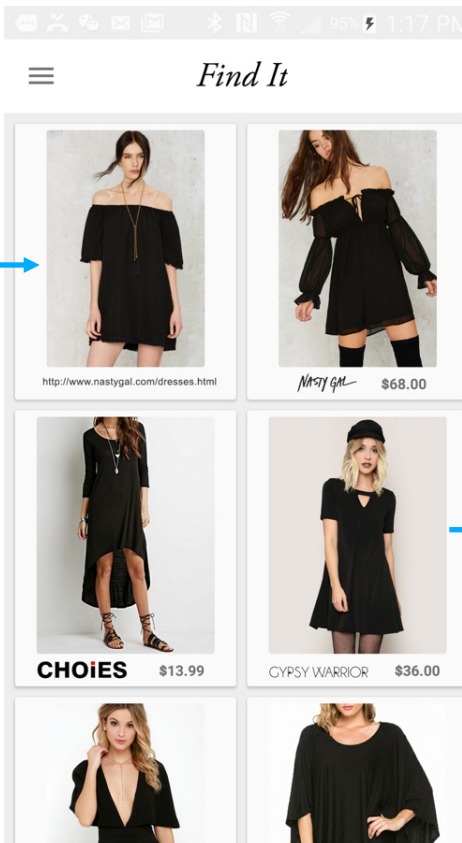 95% 1:17 PM
Find It
http://www.nastygal.com/dresses.html
NASTY GAL $68.00
CHOiES $13.99
GYPSY WARRIOR $36.00